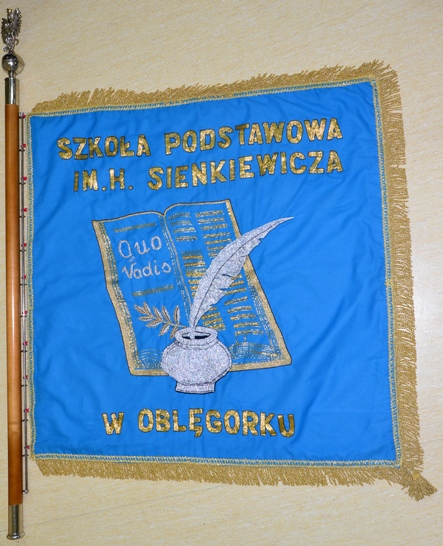 SZKOŁA PODSTAWOWA
IM. H. SIENKIEWICZA
Quo
Vadis
W OBLĘGORKU